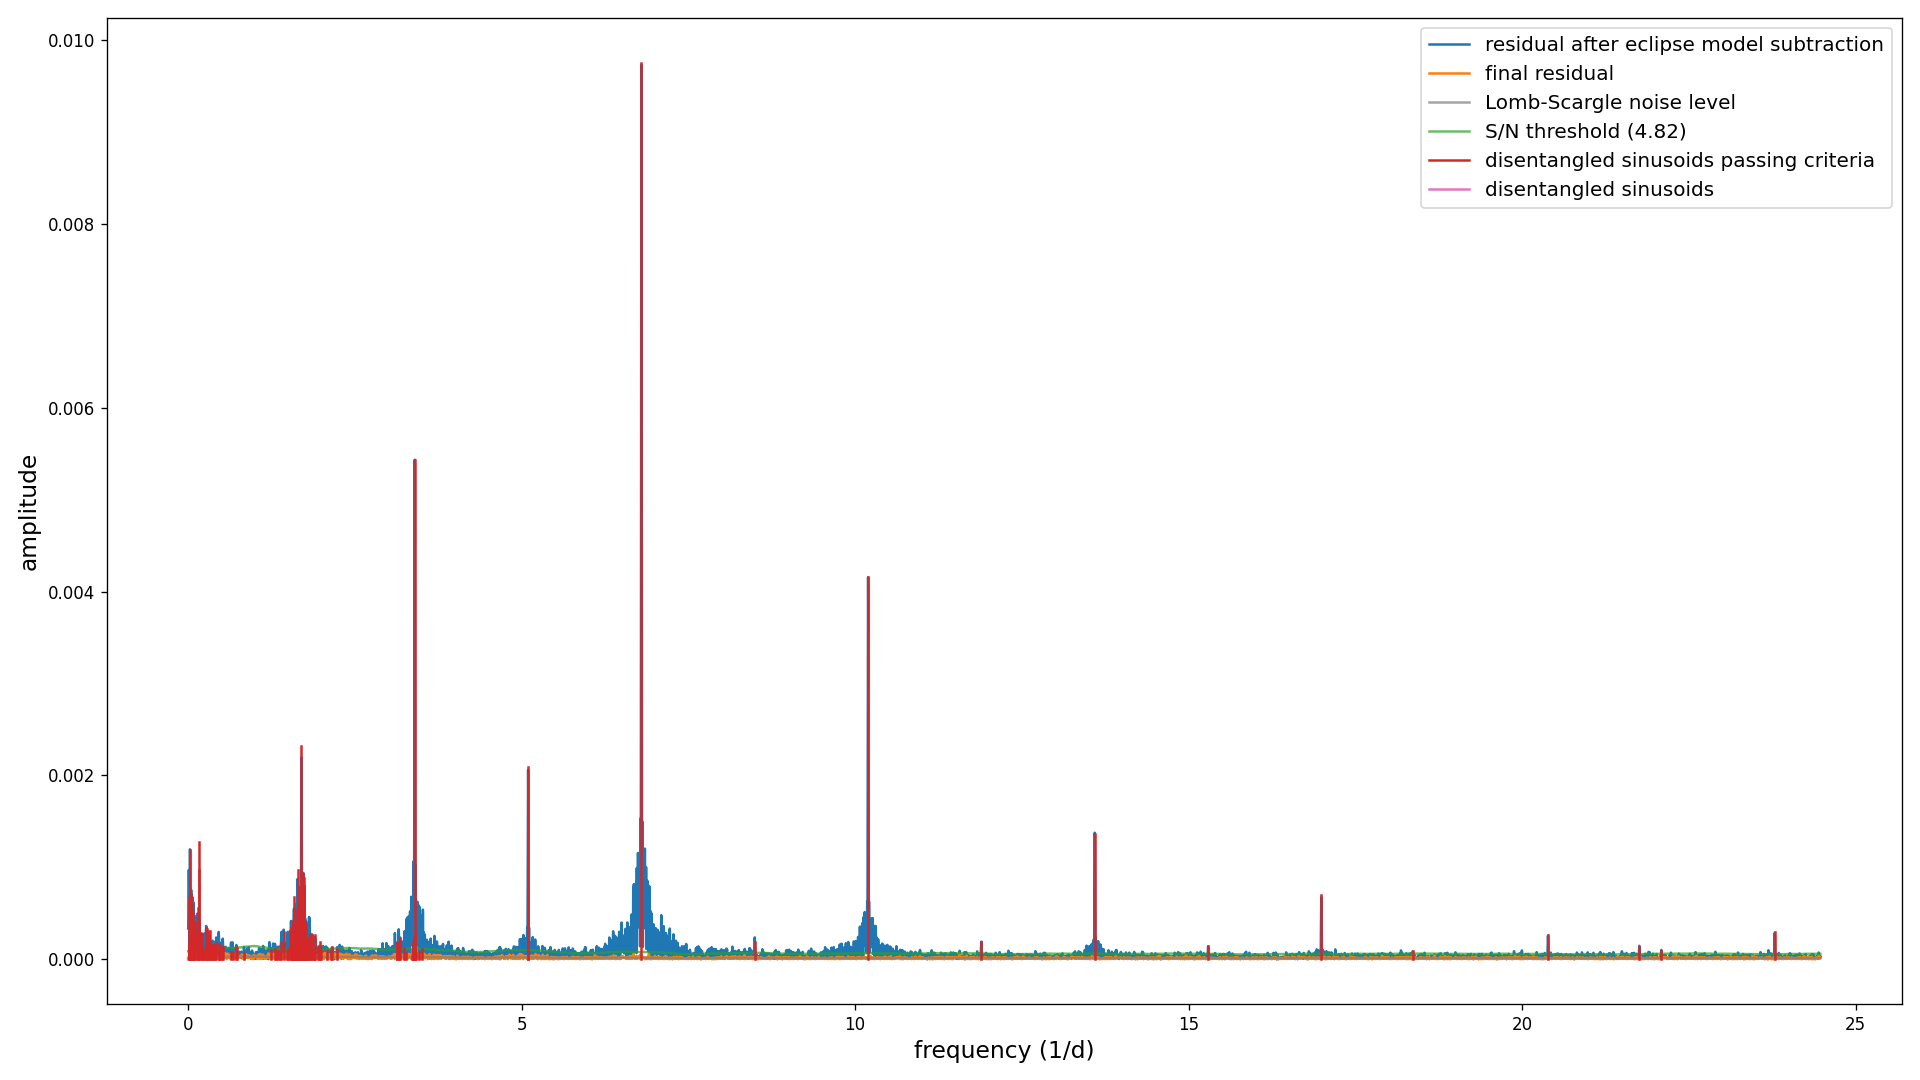 0.010
0.008
0.006
0.004
0.002
0.000
amplitude
0
5
10
15
20
25
frequency (1/d)
residual after eclipse model subtraction
final residual
Lomb-Scargle noise level
S/N threshold (4.82)
disentangled sinusoids passing criteria
disentangled sinusoids